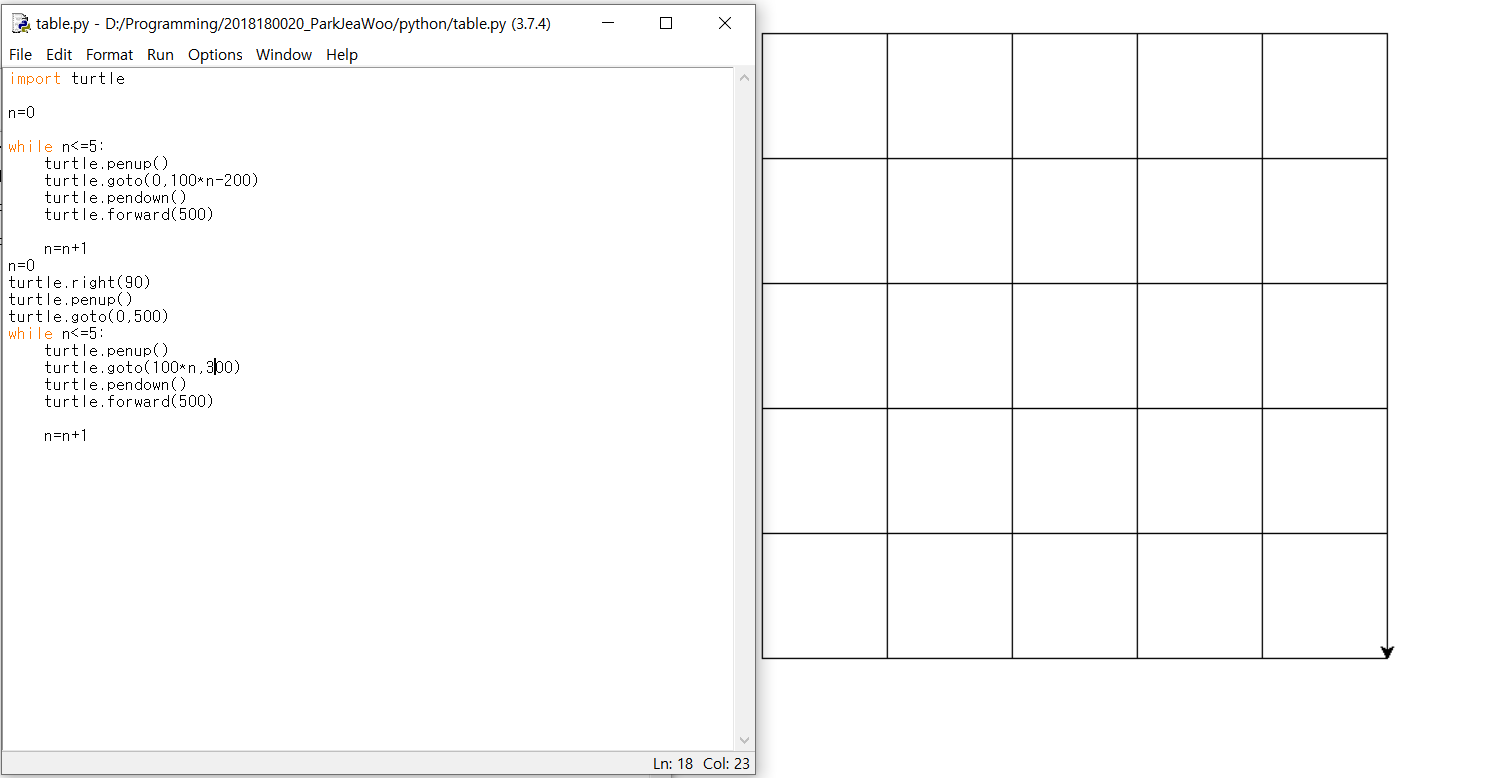 table.py - D:/Programming/2018180020_ParkJeaWoo/python/table.py (3.7.4)
File Edit Format Run Options Window Help
import turtle
n=0
while n<=5:
turtle.penup()
turtle.goto(0,100*n-200)
turtle.pendown()
turtle.forward(500)
n=n+1
n=0
turtle.right(90)
turtle.penup()
turtle.goto(0,500)
while n<=5:
turtle.penup()
turtle.goto(100*n,300)
turtle.pendown()
turtle.forward(500)
n=n+1
Ln: 18 Col: 23